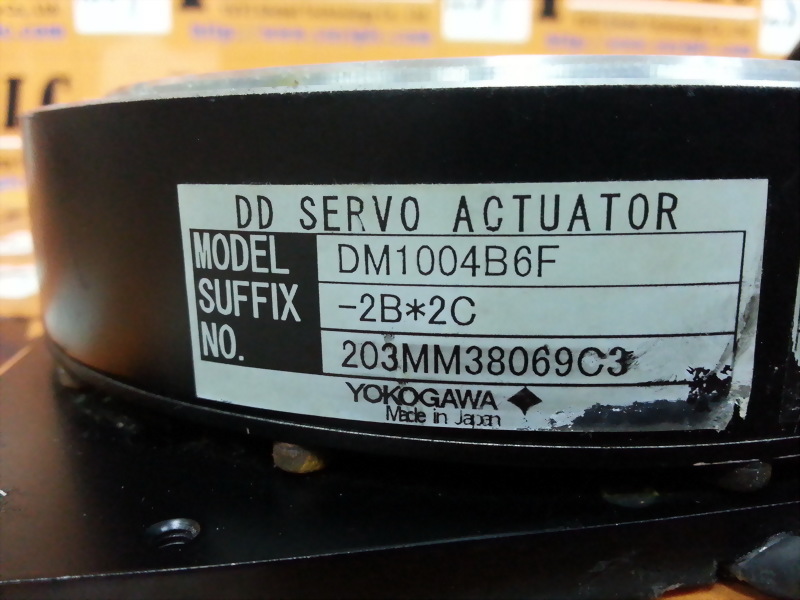 DD SERVO ACTUATOR
MODEL DM1004B6F
SUFFIX -2B*2C
NO. 203MM38069C3
YOKOGAWA
Made in Japan